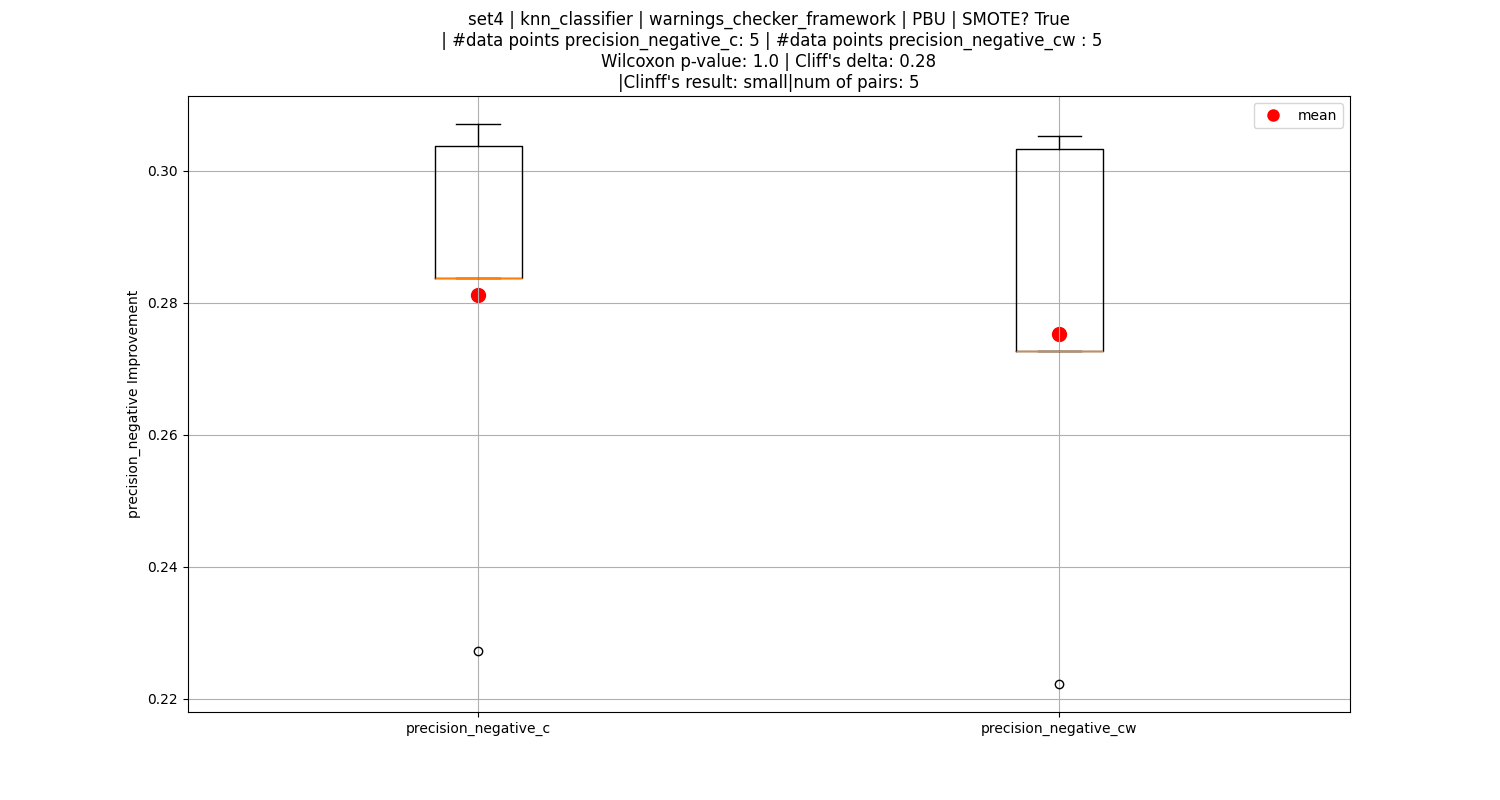 set4 | knn_classifier | warnings_checker_framework | PBU | SMOTE? True
| #data points precision_negative_c: 5 | #data points precision_negative_cw : 5
Wilcoxon p-value: 1.0 | Cliff's delta: 0.28
|Clinff's result: small|num of pairs: 5
mean
precision_negative Improvement
0.30
0.28
0.26
0.24
0.22
precision_negative_c
precision_negative_cw